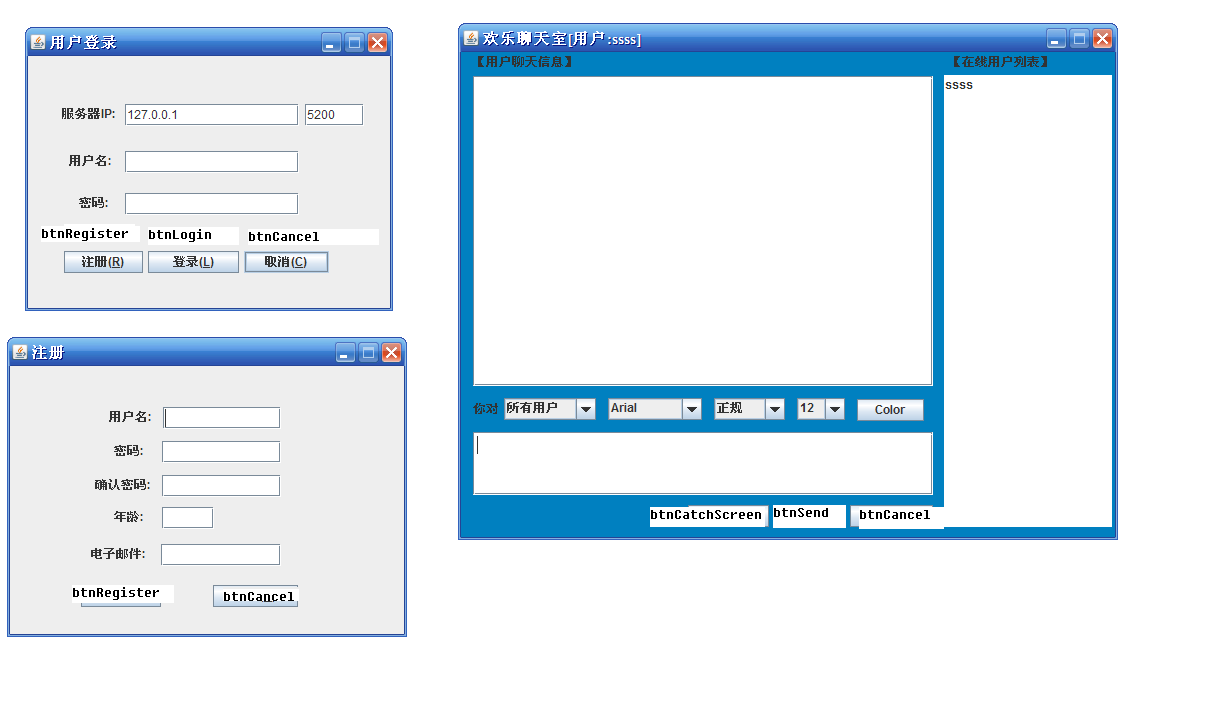 用户登录
服务器IP: 127.0.0.1 5200
用户名:
密码:
btnRegister btnLogin btnCancel
注册(R) 登录(L) 取消(C)
注册
用户名:
密码:
确认密码:
年龄:
电子邮件:
btnRegister btnCancel
欢乐聊天室[用户:ssss]
【用户聊天信息】 【在线用户列表】
ssss
你对 所有用户 Arial 正规 12 Color
btnCatchScreen btnSend btnCancel